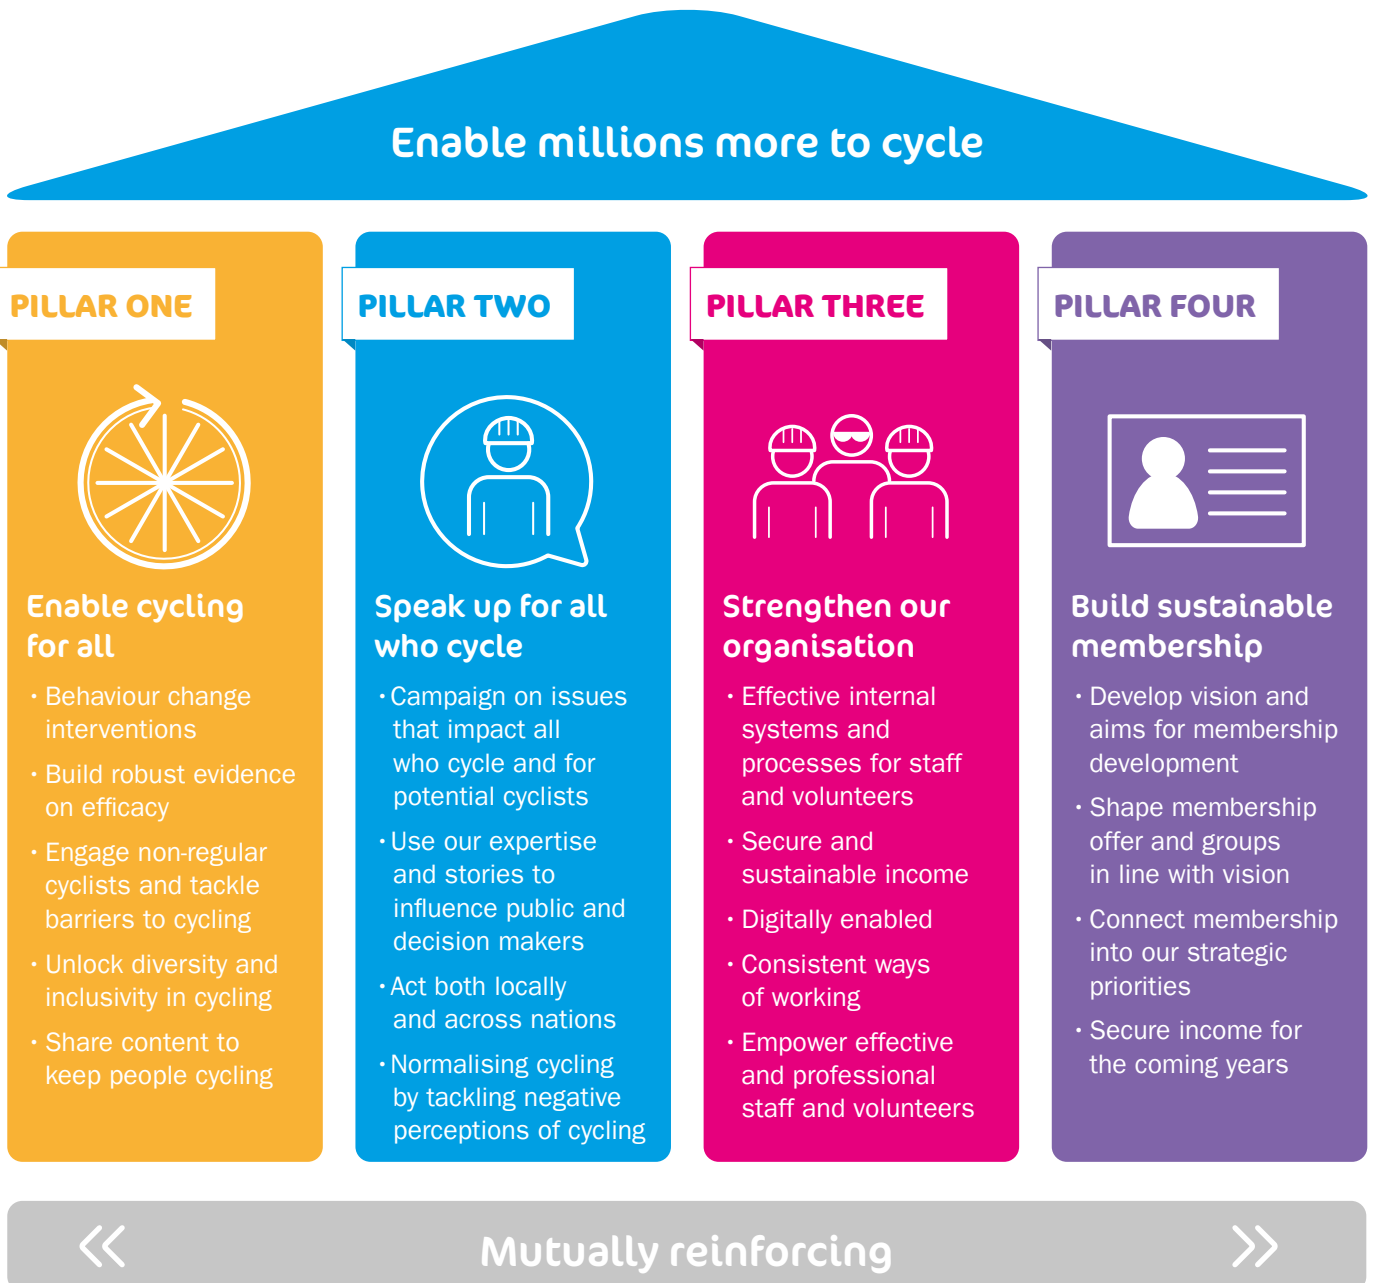 Enable millions more to cycle
PILLAR ONE
Enable cycling
for all
· Behaviour change
interventions
· Build robust evidence
on efficacy
· Engage non-regular
cyclists and tackle
barriers to cycling
· Unlock diversity and
inclusivity in cycling
· Share content to
keep people cycling
PILLAR TWO
Speak up for all
who cycle
· Campaign on issues
that impact all
who cycle and for
potential cyclists
· Use our expertise
and stories to
influence public and
decision makers
· Act both locally
and across nations
· Normalising cycling
by tackling negative
perceptions of cycling
PILLAR THREE
Strengthen our
organisation
· Effective internal
systems and
processes for staff
and volunteers
· Secure and
sustainable income
· Digitally enabled
· Consistent ways
of working
· Empower effective
and professional
staff and volunteers
PILLAR FOUR
Build sustainable
membership
· Develop vision and
aims for membership
development
· Shape membership
offer and groups
in line with vision
· Connect membership
into our strategic
priorities
· Secure income for
the coming years
Mutually reinforcing